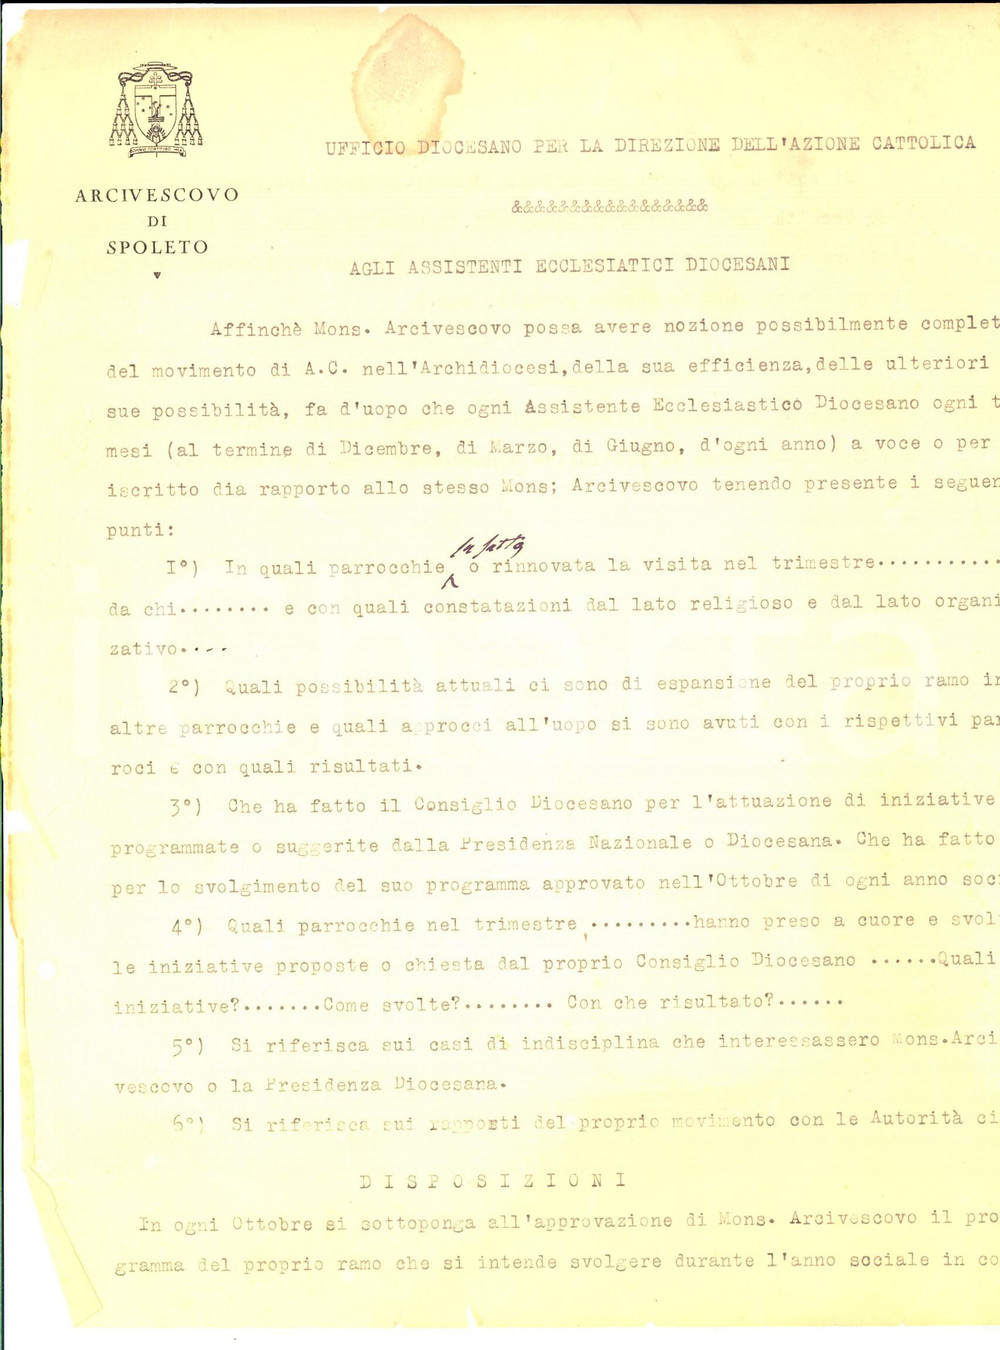 UFFICIO DIOCESANO PER LA DIREZIONE DELL'AZIONE CATTOLICA
ARCIVESCOVO
DI
SPOLETO
&&&&&&&&&&&&&&&&&
AGLI ASSISTENTI ECCLESIATICI DIOCESANI
Affinchè Mons. Arcivescovo possa avere nozione possibilmente complet
del movimento di A.C. nell'Archidiocesi,della sua efficienza,delle ulteriori
sue possibilità, fa d'uopo che ogni Assistente Ecclesiastico Diocesano ogni t
mesi (al termine di Dicembre, di Marzo, di Giugno, d'ogni anno) a voce o per
iscritto dia rapporto allo stesso Mons; Arcivescovo tenendo presente i seguen
punti:
fu fatta
I°) In quali parrocchie o rinnovata la visita nel trimestre...........
da chi........ e con quali constatazioni dal lato religioso e dal lato organi
zativo....
2°) Quali possibilità attuali ci sono di espansione del proprio ramo in
altre parrocchie e quali approcci all'uopo si sono avuti con i rispettivi par
roci e con quali risultati.
3°) Che ha fatto il Consiglio Diocesano per l'attuazione di iniziative
programmate o suggerite dalla Presidenza Nazionale o Diocesana. Che ha fatto
per lo svolgimento del suo programma approvato nell'Ottobre di ogni anno soci
4°) Quali parrocchie nel trimestre .........hanno preso a cuore e svolt
le iniziative proposte o chiesta dal proprio Consiglio Diocesano ......Quali
iniziative?.......Come svolte?........ Con che risultato?......
5°) Si riferisca sui casi di indisciplina che interessassero Mons.Arci
vescovo o la Presidenza Diocesana.
6°) Si riferisca sui rapposti del proprio movimento con le Autorità ci
D I S P O S I Z I O N I
In ogni Ottobre si sottoponga all'approvazione di Mons. Arcivescovo il pro
gramma del proprio ramo che si intende svolgere durante l'anno sociale in co